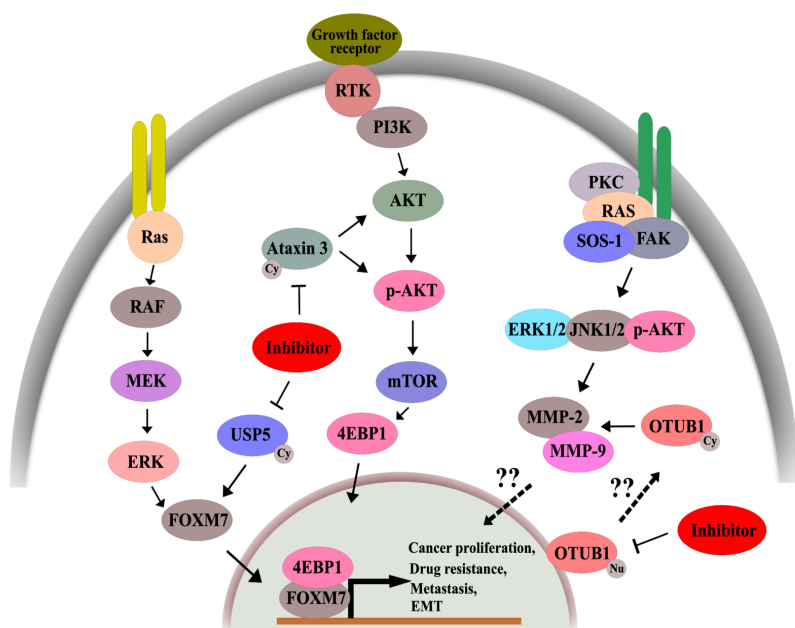 Growth factor
receptor
RTK
PI3K
AKT
Ataxin 3
Cy
p-AKT
Inhibitor
mTOR
USP5
Cy
4EBP1
Ras
RAF
MEK
ERK
FOXM7
PKC
RAS
SOS-1
FAK
ERK1/2
JNK1/2
p-AKT
MMP-2
MMP-9
OTUB1
Cy
??
??
OTUB1
Nu
Inhibitor
4EBP1
FOXM7
Cancer proliferation,
Drug resistance,
Metastasis,
EMT